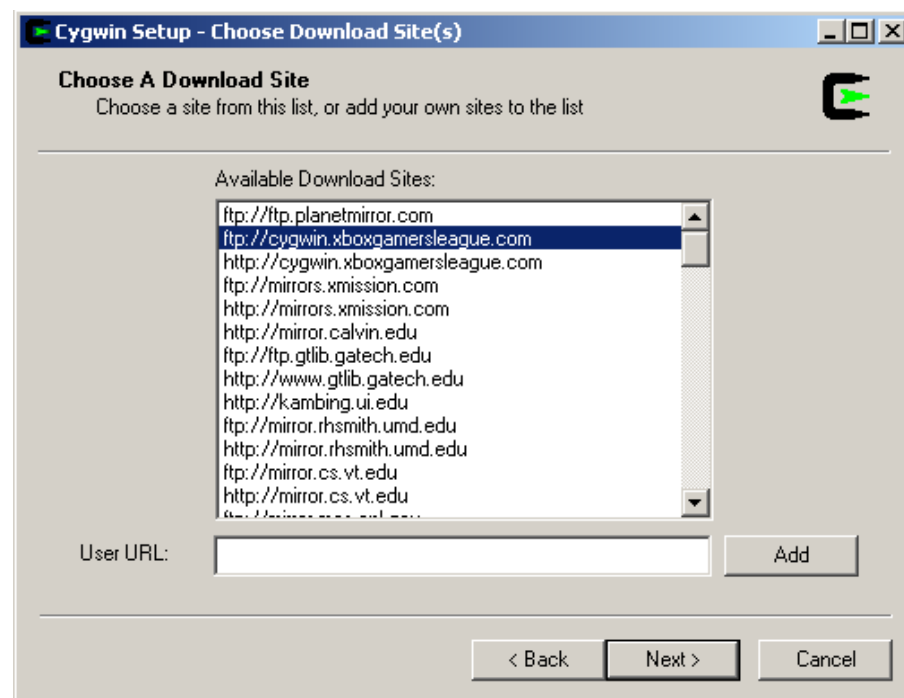 Cygwin Setup - Choose Download Site(s)
Choose A Download Site
Choose a site from this list, or add your own sites to the list
Available Download Sites:
ftp://ftp.planetmirror.com
ftp://cygwin.xboxgamersleague.com
http://cygwin.xboxgamersleague.com
ftp://mirrors.xmission.com
http://mirrors.xmission.com
http://mirror.calvin.edu
ftp://ftp.gtlib.gatech.edu
http://www.gtlib.gatech.edu
http://kambing.ui.edu
ftp://mirror.rhsmith.umd.edu
http://mirror.rhsmith.umd.edu
ftp://mirror.cs.vt.edu
http://mirror.cs.vt.edu
User URL:
Add
< Back
Next >
Cancel